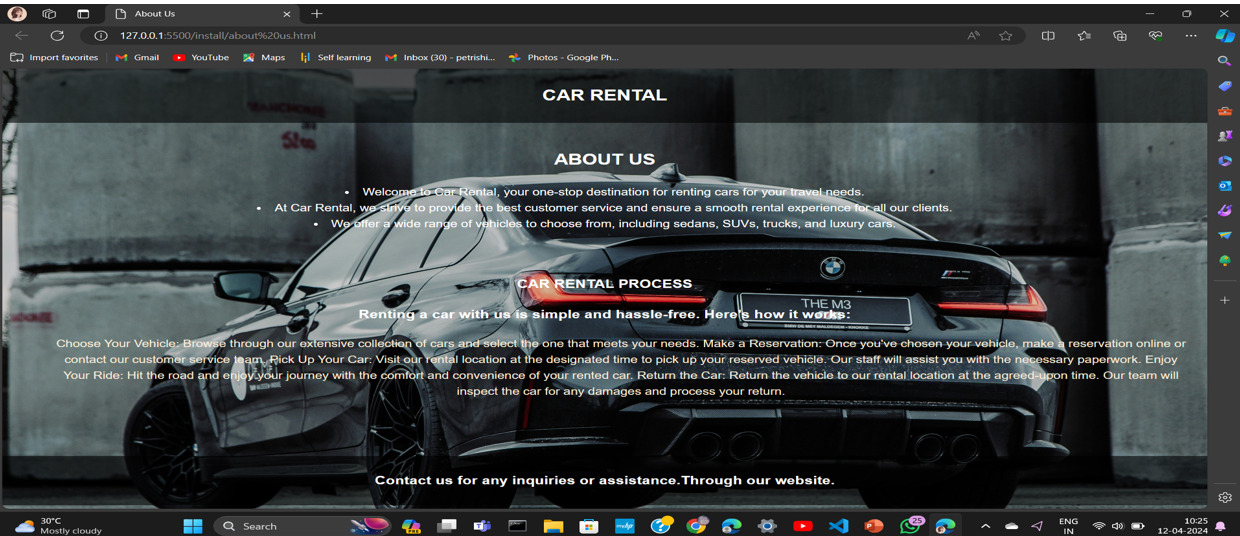 About Us
127.0.0.1:5500/install/about%20us.html
Import favorites Gmail YouTube Maps Self learning Inbox (30) - petrishi... Photos - Google Ph...
CAR RENTAL
ABOUT US
• Welcome to Car Rental, your one-stop destination for renting cars for your travel needs.
• At Car Rental, we strive to provide the best customer service and ensure a smooth rental experience for all our clients.
• We offer a wide range of vehicles to choose from, including sedans, SUVs, trucks, and luxury cars.
CAR RENTAL PROCESS
THE M3
Renting a car with us is simple and hassle-free. Here's how it works:
Choose Your Vehicle: Browse through our extensive collection of cars and select the one that meets your needs. Make a Reservation: Once you've chosen your vehicle, make a reservation online or
contact our customer service team. Pick Up Your Car: Visit our rental location at the designated time to pick up your reserved vehicle. Our staff will assist you with the necessary paperwork. Enjoy
Your Ride: Hit the road and enjoy your journey with the comfort and convenience of your rented car. Return the Car: Return the vehicle to our rental location at the agreed-upon time. Our team will
inspect the car for any damages and process your return.
Contact us for any inquiries or assistance.Through our website.
30°C
Mostly cloudy
Search
25
ENG
IN
10:25
12-04-2024